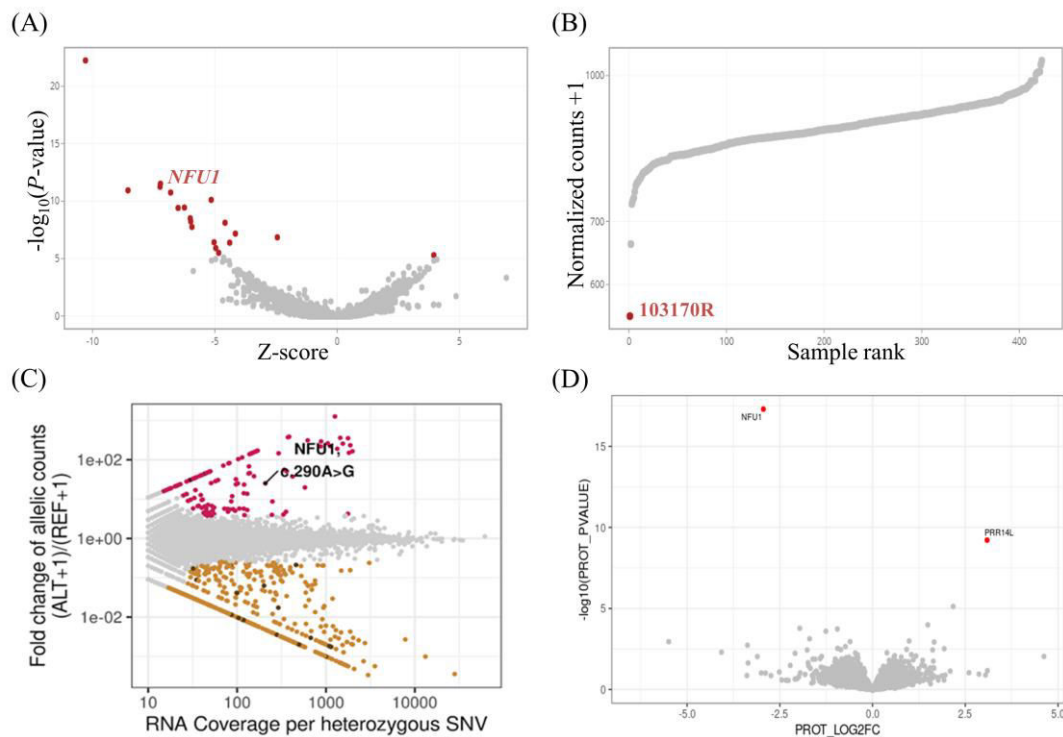 (A)
-log10(P-value)
20
15
10
5
0
NFU1
-10
-5
0
5
Z-score
(B)
Normalized counts +1
1000
700
600
103170R
0
100
200
300
400
Sample rank
(C)
Fold change of allelic counts
(ALT+1)/(REF+1)
1e+02
1e+00
1e-02
NFU1,
c.290A>G
10
100
1000
10000
RNA Coverage per heterozygous SNV
(D)
-log10(PROT_PVALUE)
15
10
5
0
NFU1
PRR14L
-5.0
-2.5
0.0
2.5
5.0
PROT_LOG2FC